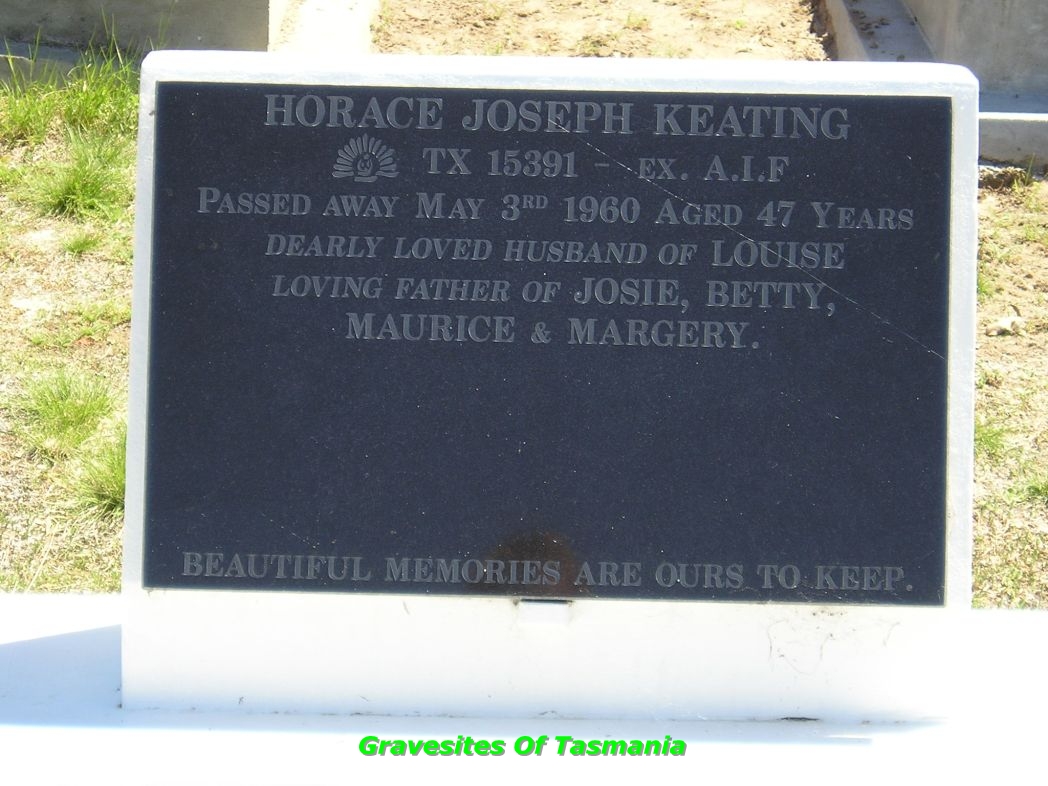 HORACE JOSEPH KEATING
TX 15391 - EX. A.I.F
PASSED AWAY MAY 3RD 1960 AGED 47 YEARS
DEARLY LOVED HUSBAND OF LOUISE
LOVING FATHER OF JOSIE, BETTY,
MAURICE & MARGERY.
BEAUTIFUL MEMORIES ARE OURS TO KEEP.
Gravesites Of Tasmania